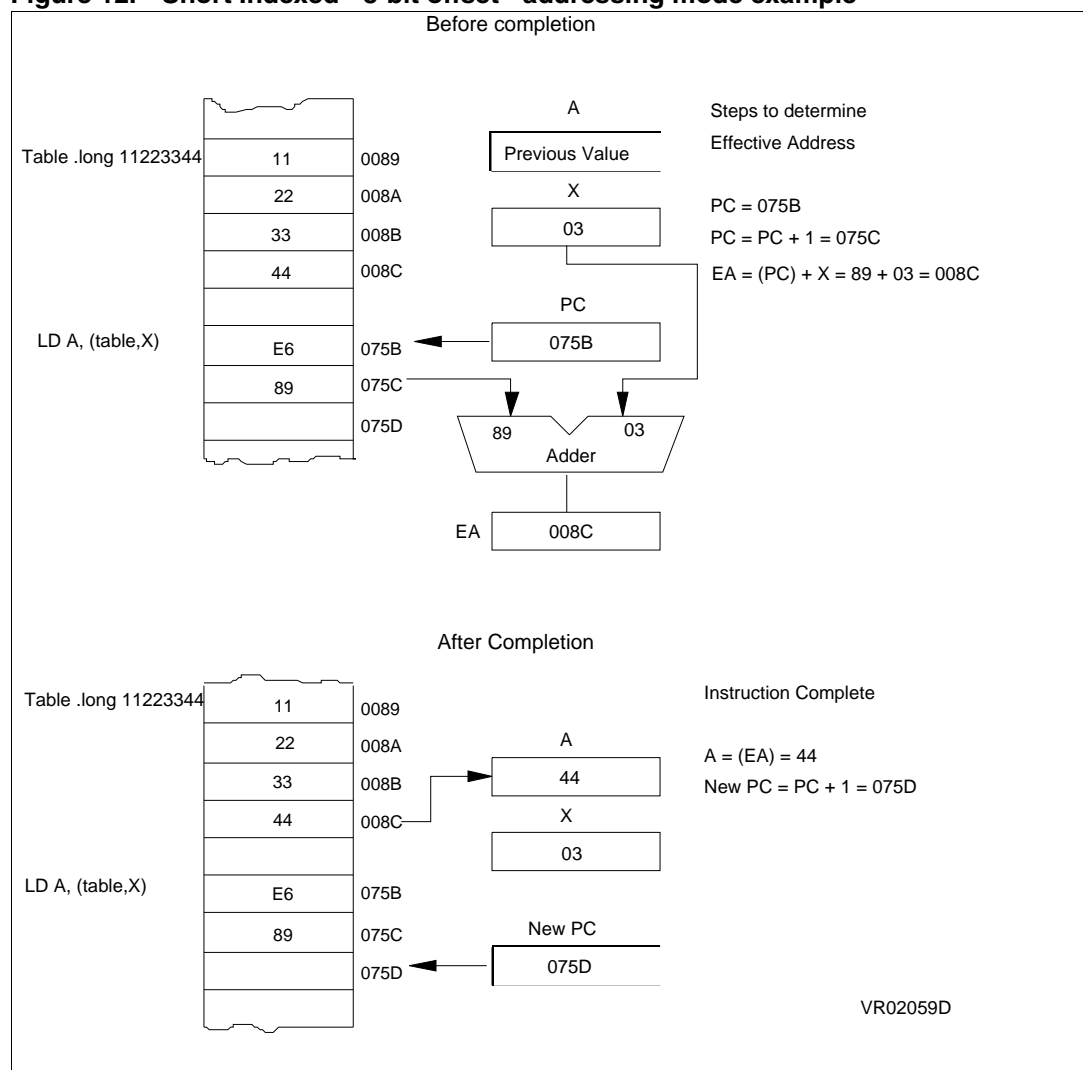 Figure 12. Short Indexed - 8-bit offset - addressing mode example
Before completion
A
Steps to determine
Effective Address
Table .long 11223344
11
0089
Previous Value
22
008A
X
PC = 075B
33
008B
03
PC = PC + 1 = 075C
44
008C
EA = (PC) + X = 89 + 03 = 008C
PC
LD A, (table,X)
E6
075B
075B
89
075C
075D
89
03
Adder
EA
008C
After Completion
Table .long 11223344
11
0089
Instruction Complete
22
008A
A
A = (EA) = 44
33
008B
44
New PC = PC + 1 = 075D
44
008C
X
03
LD A, (table,X)
E6
075B
89
075C
New PC
075D
075D
VR02059D